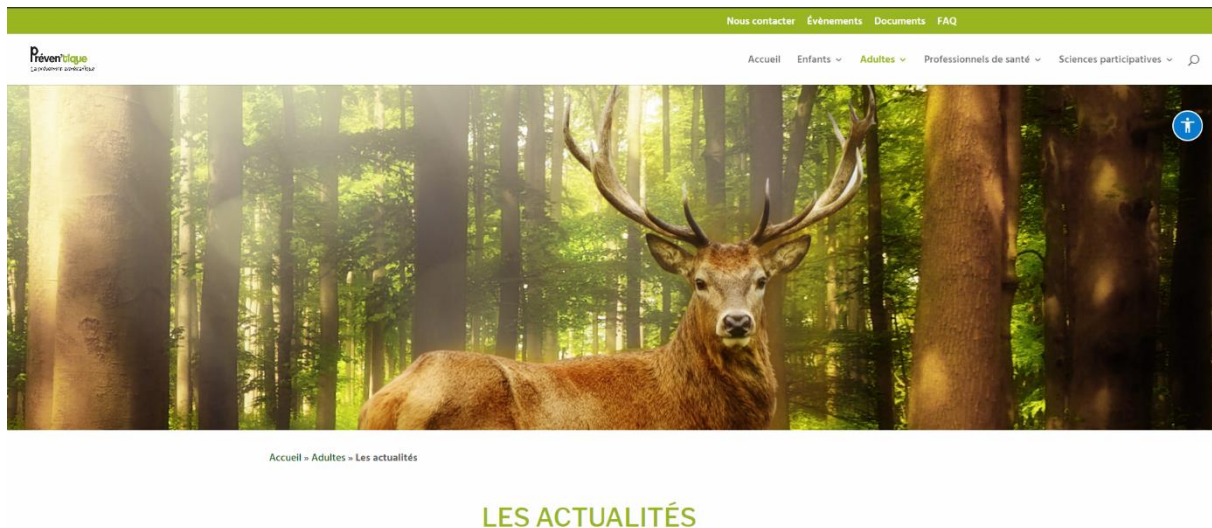 Nous contacter Évènements Documents FAQ
Préven'tique
Accueil Enfants Adultes Professionnels de santé Sciences participatives
Accueil » Adultes » Les actualités
LES ACTUALITÉS